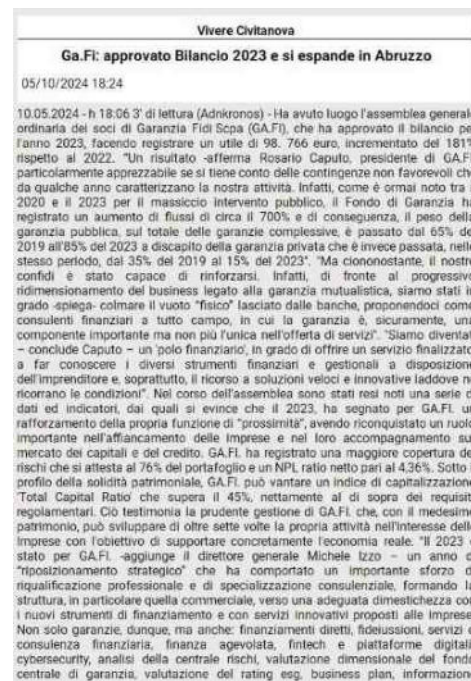 Vivere Civitanova
Ga.Fi: approvato Bilancio 2023 e si espande in Abruzzo
05/10/2024 18:24
10.05.2024 - h 18:06 3' di lettura (Adnkronos) - Ha avuto luogo l'assemblea generale
ordinaria dei soci di Garanzia Fidi Scpa (GA.FI), che ha approvato il bilancio per
l'anno 2023, facendo registrare un utile di 98. 766 euro, incrementato del 181%
rispetto al 2022. "Un risultato -afferma Rosario Caputo, presidente di GA.FI
particolarmente apprezzabile se si tiene conto delle contingenze non favorevoli che
da qualche anno caratterizzano la nostra attività. Infatti, come è ormai noto tra i
2020 e il 2023 per il massiccio intervento pubblico, il Fondo di Garanzia ha
registrato un aumento di flussi di circa il 700% e di conseguenza, il peso della
garanzia pubblica, sul totale delle garanzie complessive, è passato dal 65% de
2019 all'85% del 2023 a discapito della garanzia privata che è invece passata, nello
stesso periodo, dal 35% del 2019 al 15% del 2023". "Ma ciononostante, il nostro
confidi è stato capace di rinforzarsi. Infatti, di fronte al progressivo
ridimensionamento del business legato alla garanzia mutualistica, siamo stati in
grado -spiega- colmare il vuoto "fisico" lasciato dalle banche, proponendoci come
consulenti finanziari a tutto campo, in cui la garanzia è, sicuramente, una
componente importante ma non più l'unica nell'offerta di servizi". "Siamo diventati
– conclude Caputo – un 'polo finanziario', in grado di offrire un servizio finalizzato
a far conoscere i diversi strumenti finanziari e gestionali a disposizione
dell'imprenditore e, soprattutto, il ricorso a soluzioni veloci e innovative laddove ne
ricorrano le condizioni". Nel corso dell'assemblea sono stati resi noti una serie d
dati ed indicatori, dai quali si evince che il 2023, ha segnato per GA.FI. un
rafforzamento della propria funzione di "prossimità", avendo riconquistato un ruolo
importante nell'affiancamento delle imprese e nel loro accompagnamento sul
mercato dei capitali e del credito. GA.FI. ha registrato una maggiore copertura dei
rischi che si attesta al 76% del portafoglio e un NPL ratio netto pari al 4,36%. Sotto i
profilo della solidità patrimoniale, GA.FI. può vantare un indice di capitalizzazione
'Total Capital Ratio' che supera il 45%, nettamente al di sopra dei requisiti
regolamentari. Ciò testimonia la prudente gestione di GA.FI. che, con il medesimo
patrimonio, può sviluppare di oltre sette volte la propria attività nell'interesse delle
Imprese con l'obiettivo di supportare concretamente l'economia reale. "Il 2023 è
stato per GA.FI. -aggiunge il direttore generale Michele Izzo – un anno d
"riposizionamento strategico" che ha comportato un importante sforzo d
riqualificazione professionale e di specializzazione consulenziale, formando la
struttura, in particolare quella commerciale, verso una adeguata dimestichezza con
i nuovi strumenti di finanziamento e con servizi innovativi proposti alle Imprese
Non solo garanzie, dunque, ma anche: finanziamenti diretti, fideiussioni, servizi e
consulenza finanziaria, finanza agevolata, fintech e piattaforme digitali
cybersecurity, analisi della centrale rischi, valutazione dimensionale del fondo
centrale di garanzia, valutazione del rating esg, business plan, informazion